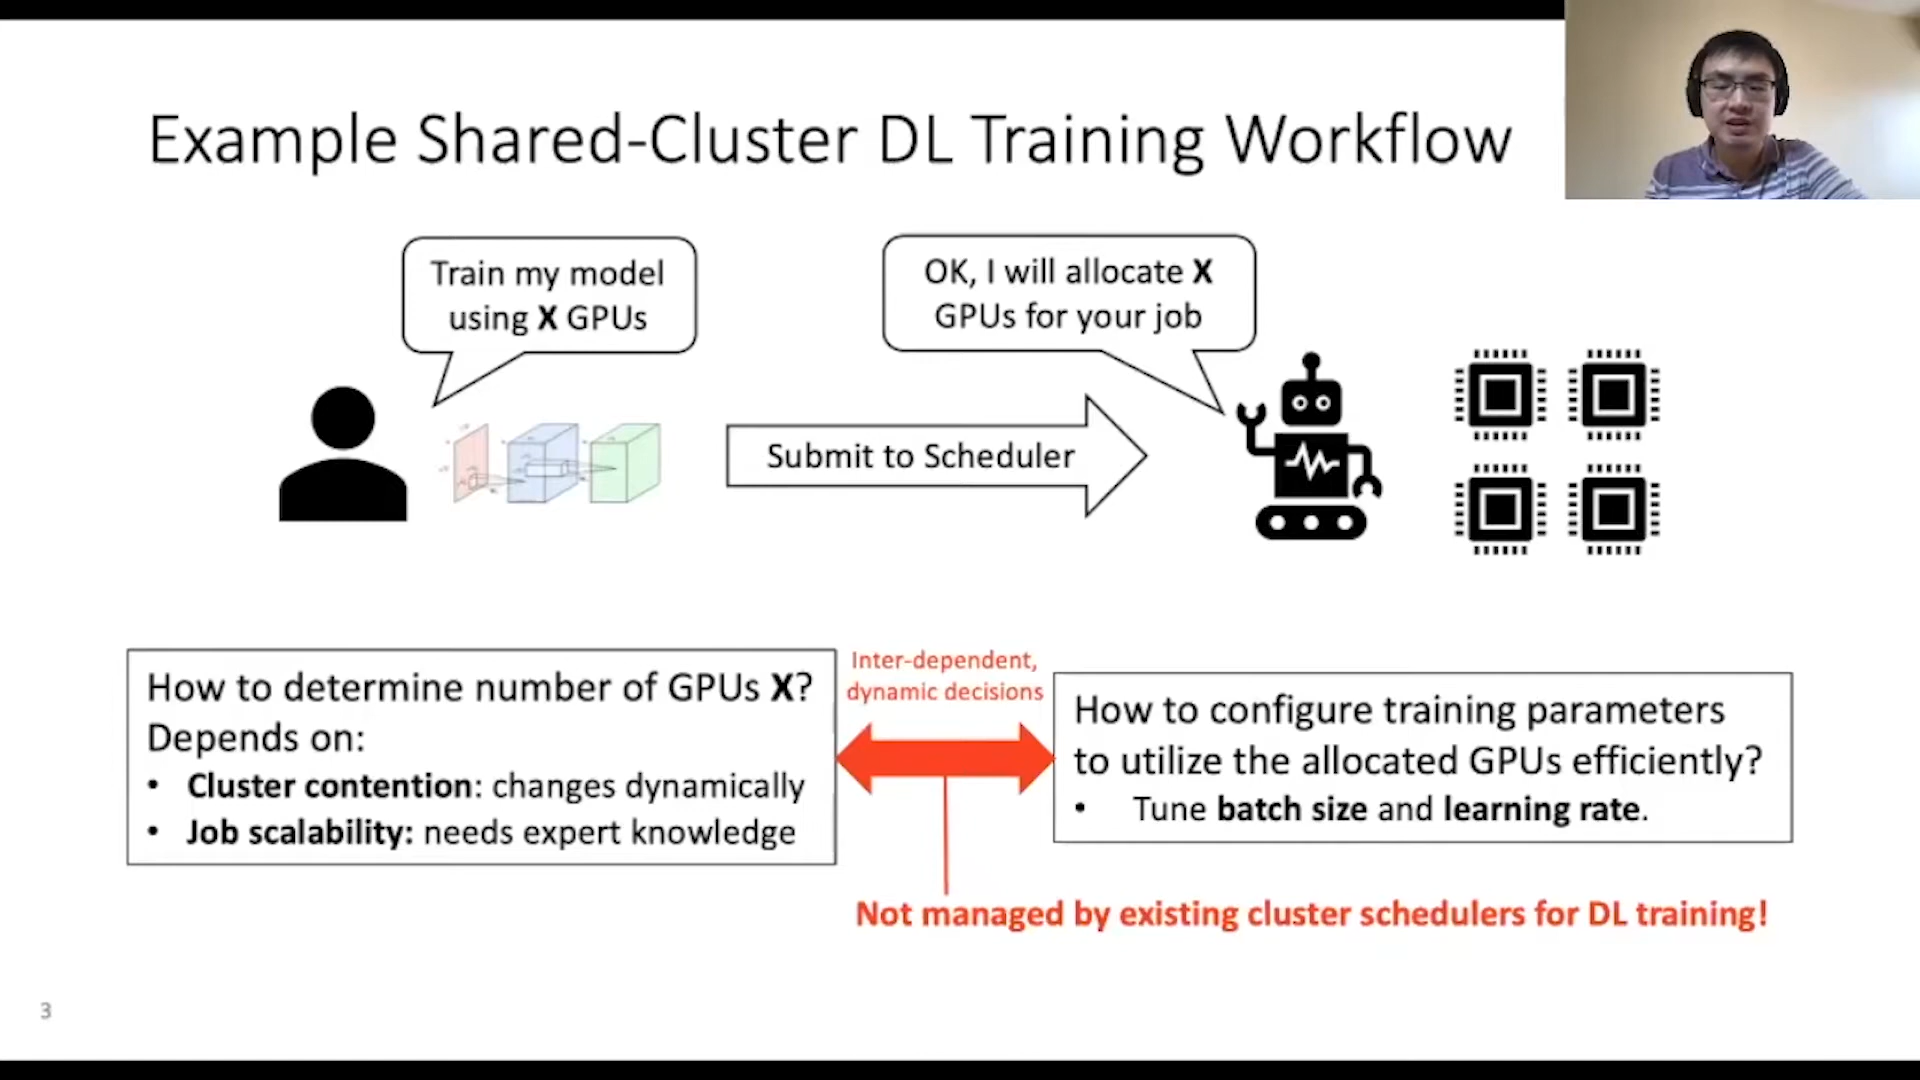 Example Shared-Cluster DL Training Workflow
Train my model
using X GPUs
OK, I will allocate X
GPUs for your job
Submit to Scheduler
How to determine number of GPUs X?
Depends on:
• Cluster contention: changes dynamically
• Job scalability: needs expert knowledge
Inter-dependent,
dynamic decisions
How to configure training parameters
to utilize the allocated GPUs efficiently?
• Tune batch size and learning rate.
Not managed by existing cluster schedulers for DL training!
3